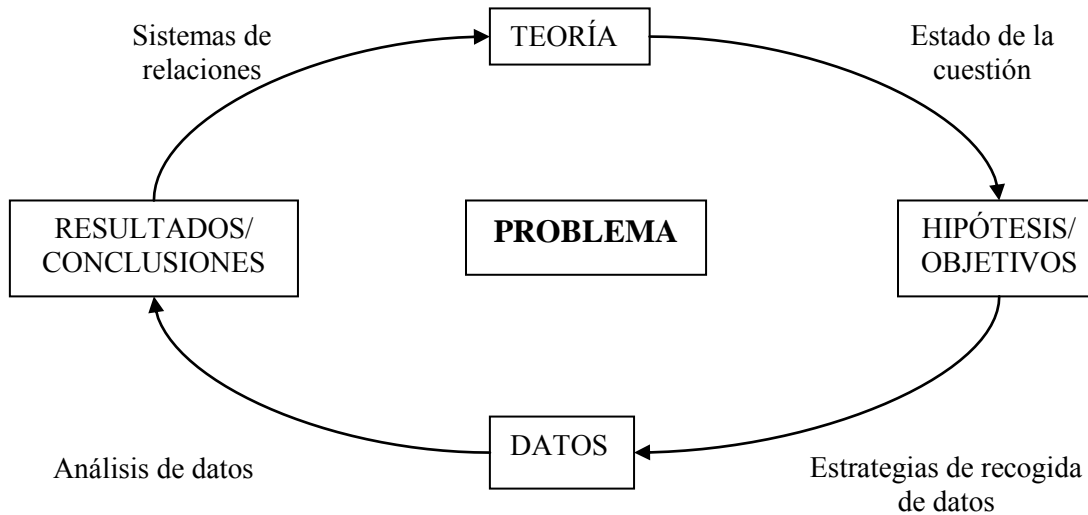 Sistemas de
relaciones
TEORÍA
Estado de la
cuestión
RESULTADOS/
CONCLUSIONES
PROBLEMA
HIPÓTESIS/
OBJETIVOS
Análisis de datos
DATOS
Estrategias de recogida
de datos